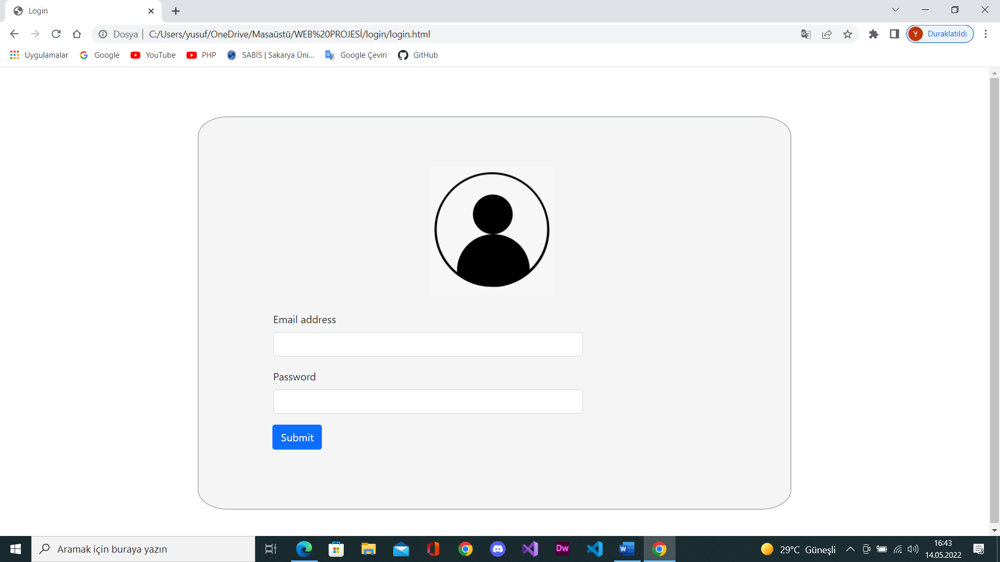 Login
Dosya | C:/Users/yusuf/OneDrive/Masaüstü/WEB%20PROJESİ/login/login.html
Y Duraklatıldı
Uygulamalar Google YouTube PHP SABİS | Sakarya Üni... Google Çeviri GitHub
Email address
Password
Submit
Aramak için buraya yazın
Dw
W
29°C Güneşli
16:43
14.05.2022